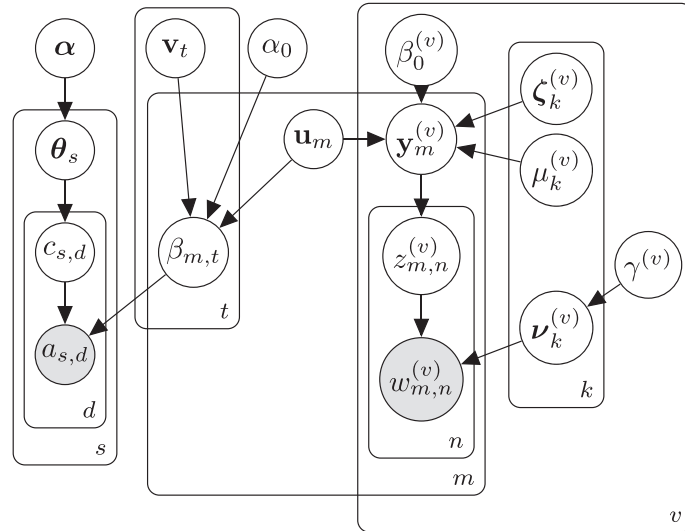 α
v_t
α_0
β_0^{(v)}
ζ_k^{(v)}
θ_s
u_m
y_m^{(v)}
μ_k^{(v)}
c_{s,d}
β_{m,t}
z_{m,n}^{(v)}
γ^{(v)}
t
a_{s,d}
ν_k^{(v)}
w_{m,n}^{(v)}
k
d
n
s
m
v